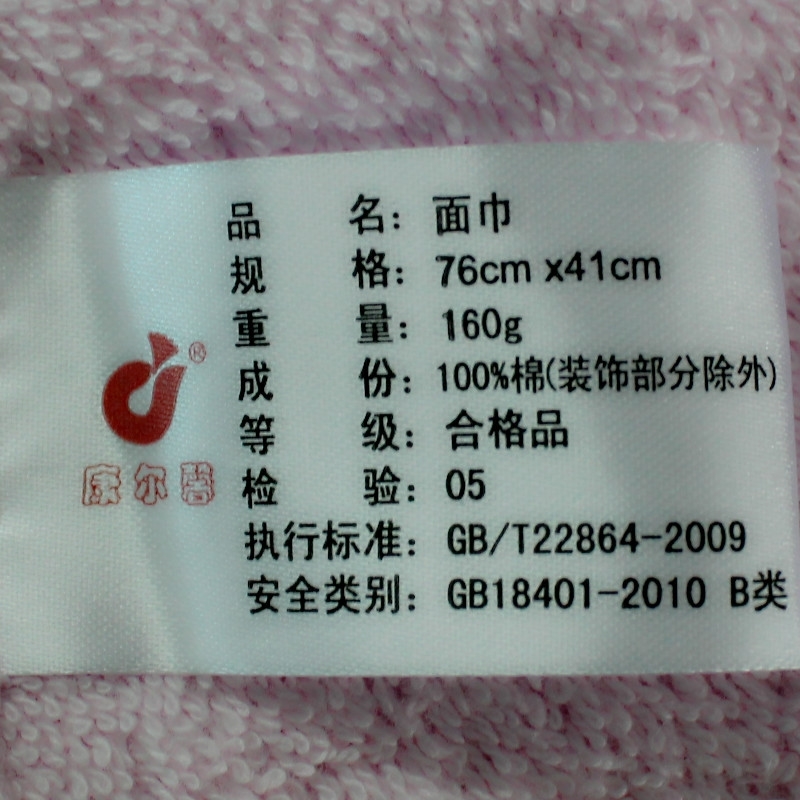 品 名: 面巾
规 格: 76cm x41cm
重 量: 160g
成 份: 100%棉(装饰部分除外)
等 级: 合格品
检 验: 05
执行标准: GB/T22864-2009
安全类别: GB18401-2010 B类
®
康尔馨